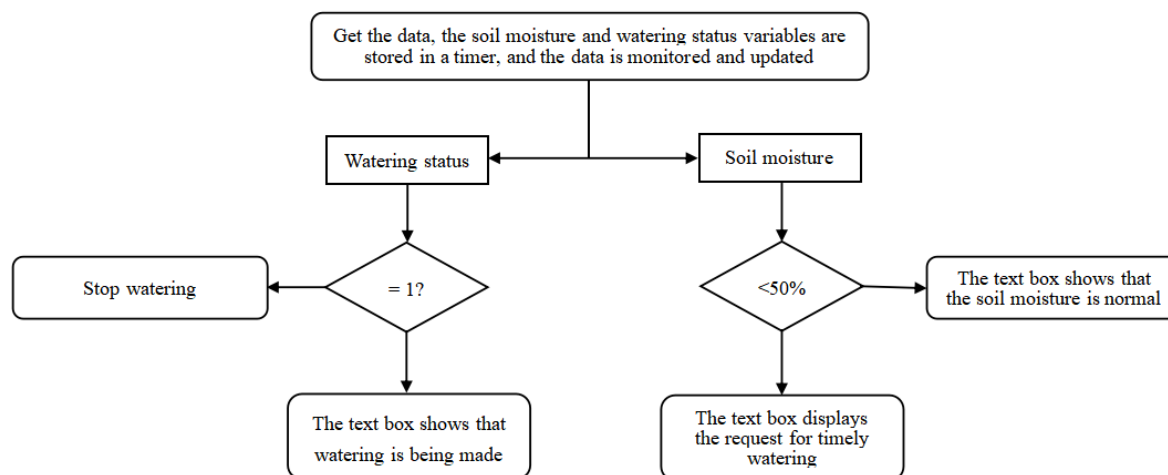 Get the data, the soil moisture and watering status variables are
stored in a timer, and the data is monitored and updated
Watering status
Soil moisture
Stop watering
= 1?
<50%
The text box shows that
the soil moisture is normal
The text box shows that
watering is being made
The text box displays
the request for timely
watering